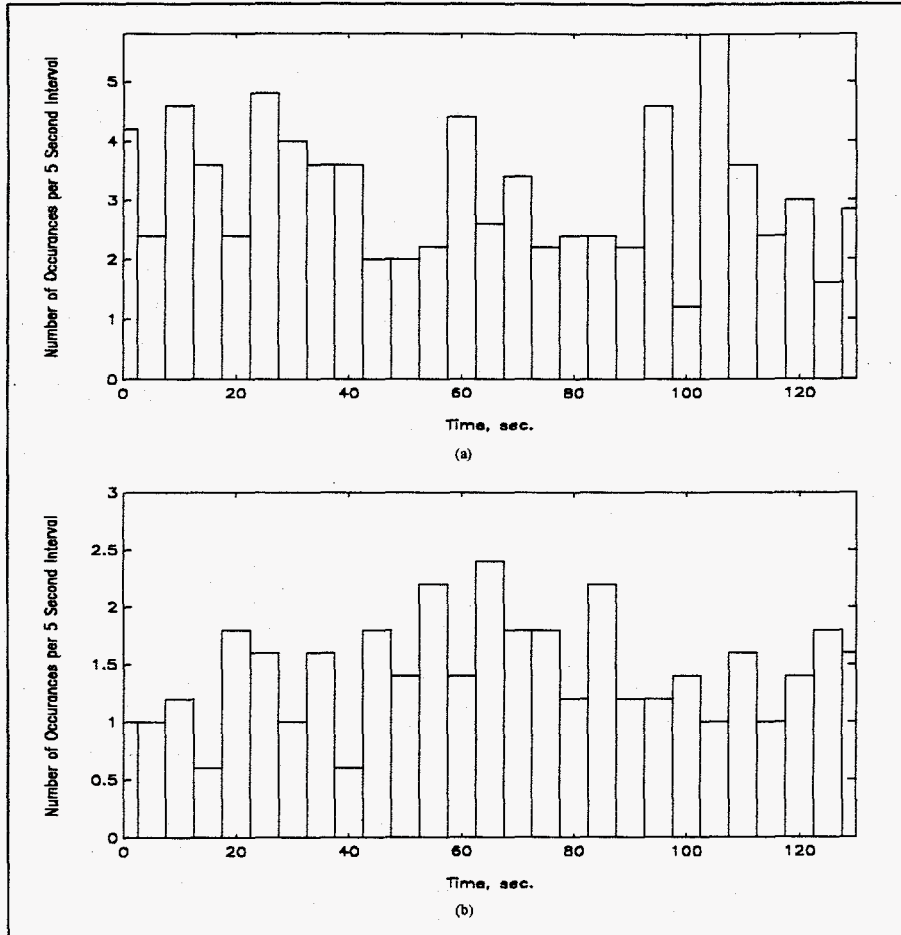 Number of Occurances per 5 Second Interval
5
4
3
2
1
0
0 20 40 60 80 100 120
Time, sec.
(a)
Number of Occurances per 5 Second Interval
3
2.5
2
1.5
1
0.5
0
0 20 40 60 80 100 120
Time, sec.
(b)